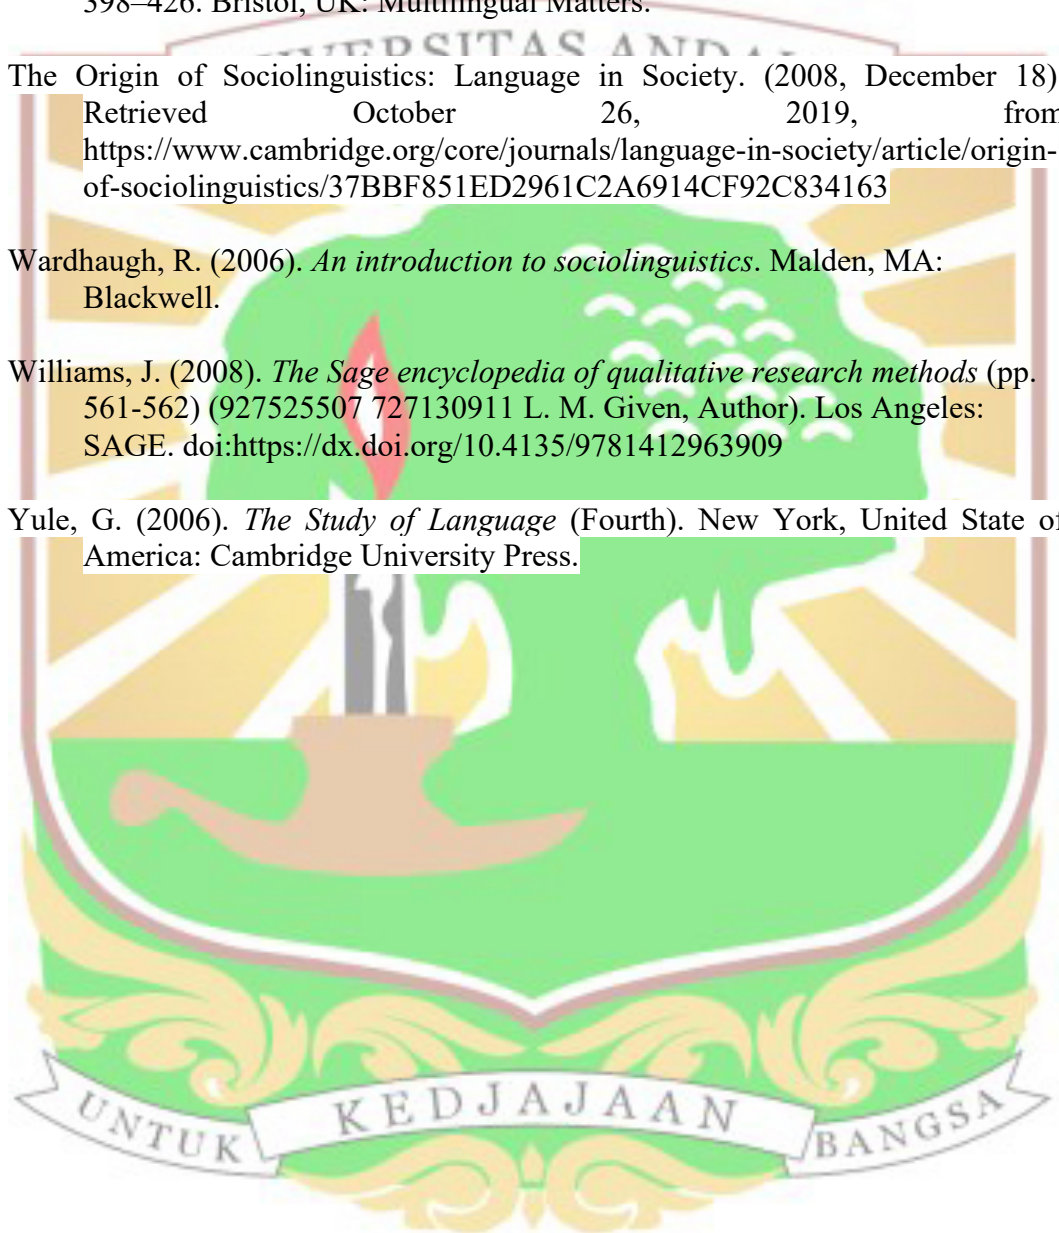 398–426. Bristol, UK: Multilingual Matters.
UNIVERSITAS ANDAL
The Origin of Sociolinguistics: Language in Society. (2008, December 18)
Retrieved October 26, 2019, from
https://www.cambridge.org/core/journals/language-in-society/article/origin-
of-sociolinguistics/37BBF851ED2961C2A6914CF92C834163
Wardhaugh, R. (2006). An introduction to sociolinguistics. Malden, MA:
Blackwell.
Williams, J. (2008). The Sage encyclopedia of qualitative research methods (pp.
561-562) (927525507 727130911 L. M. Given, Author). Los Angeles:
SAGE. doi:https://dx.doi.org/10.4135/9781412963909
Yule, G. (2006). The Study of Language (Fourth). New York, United State of
America: Cambridge University Press.
UNTUK KEDJAJAAN BANGSA